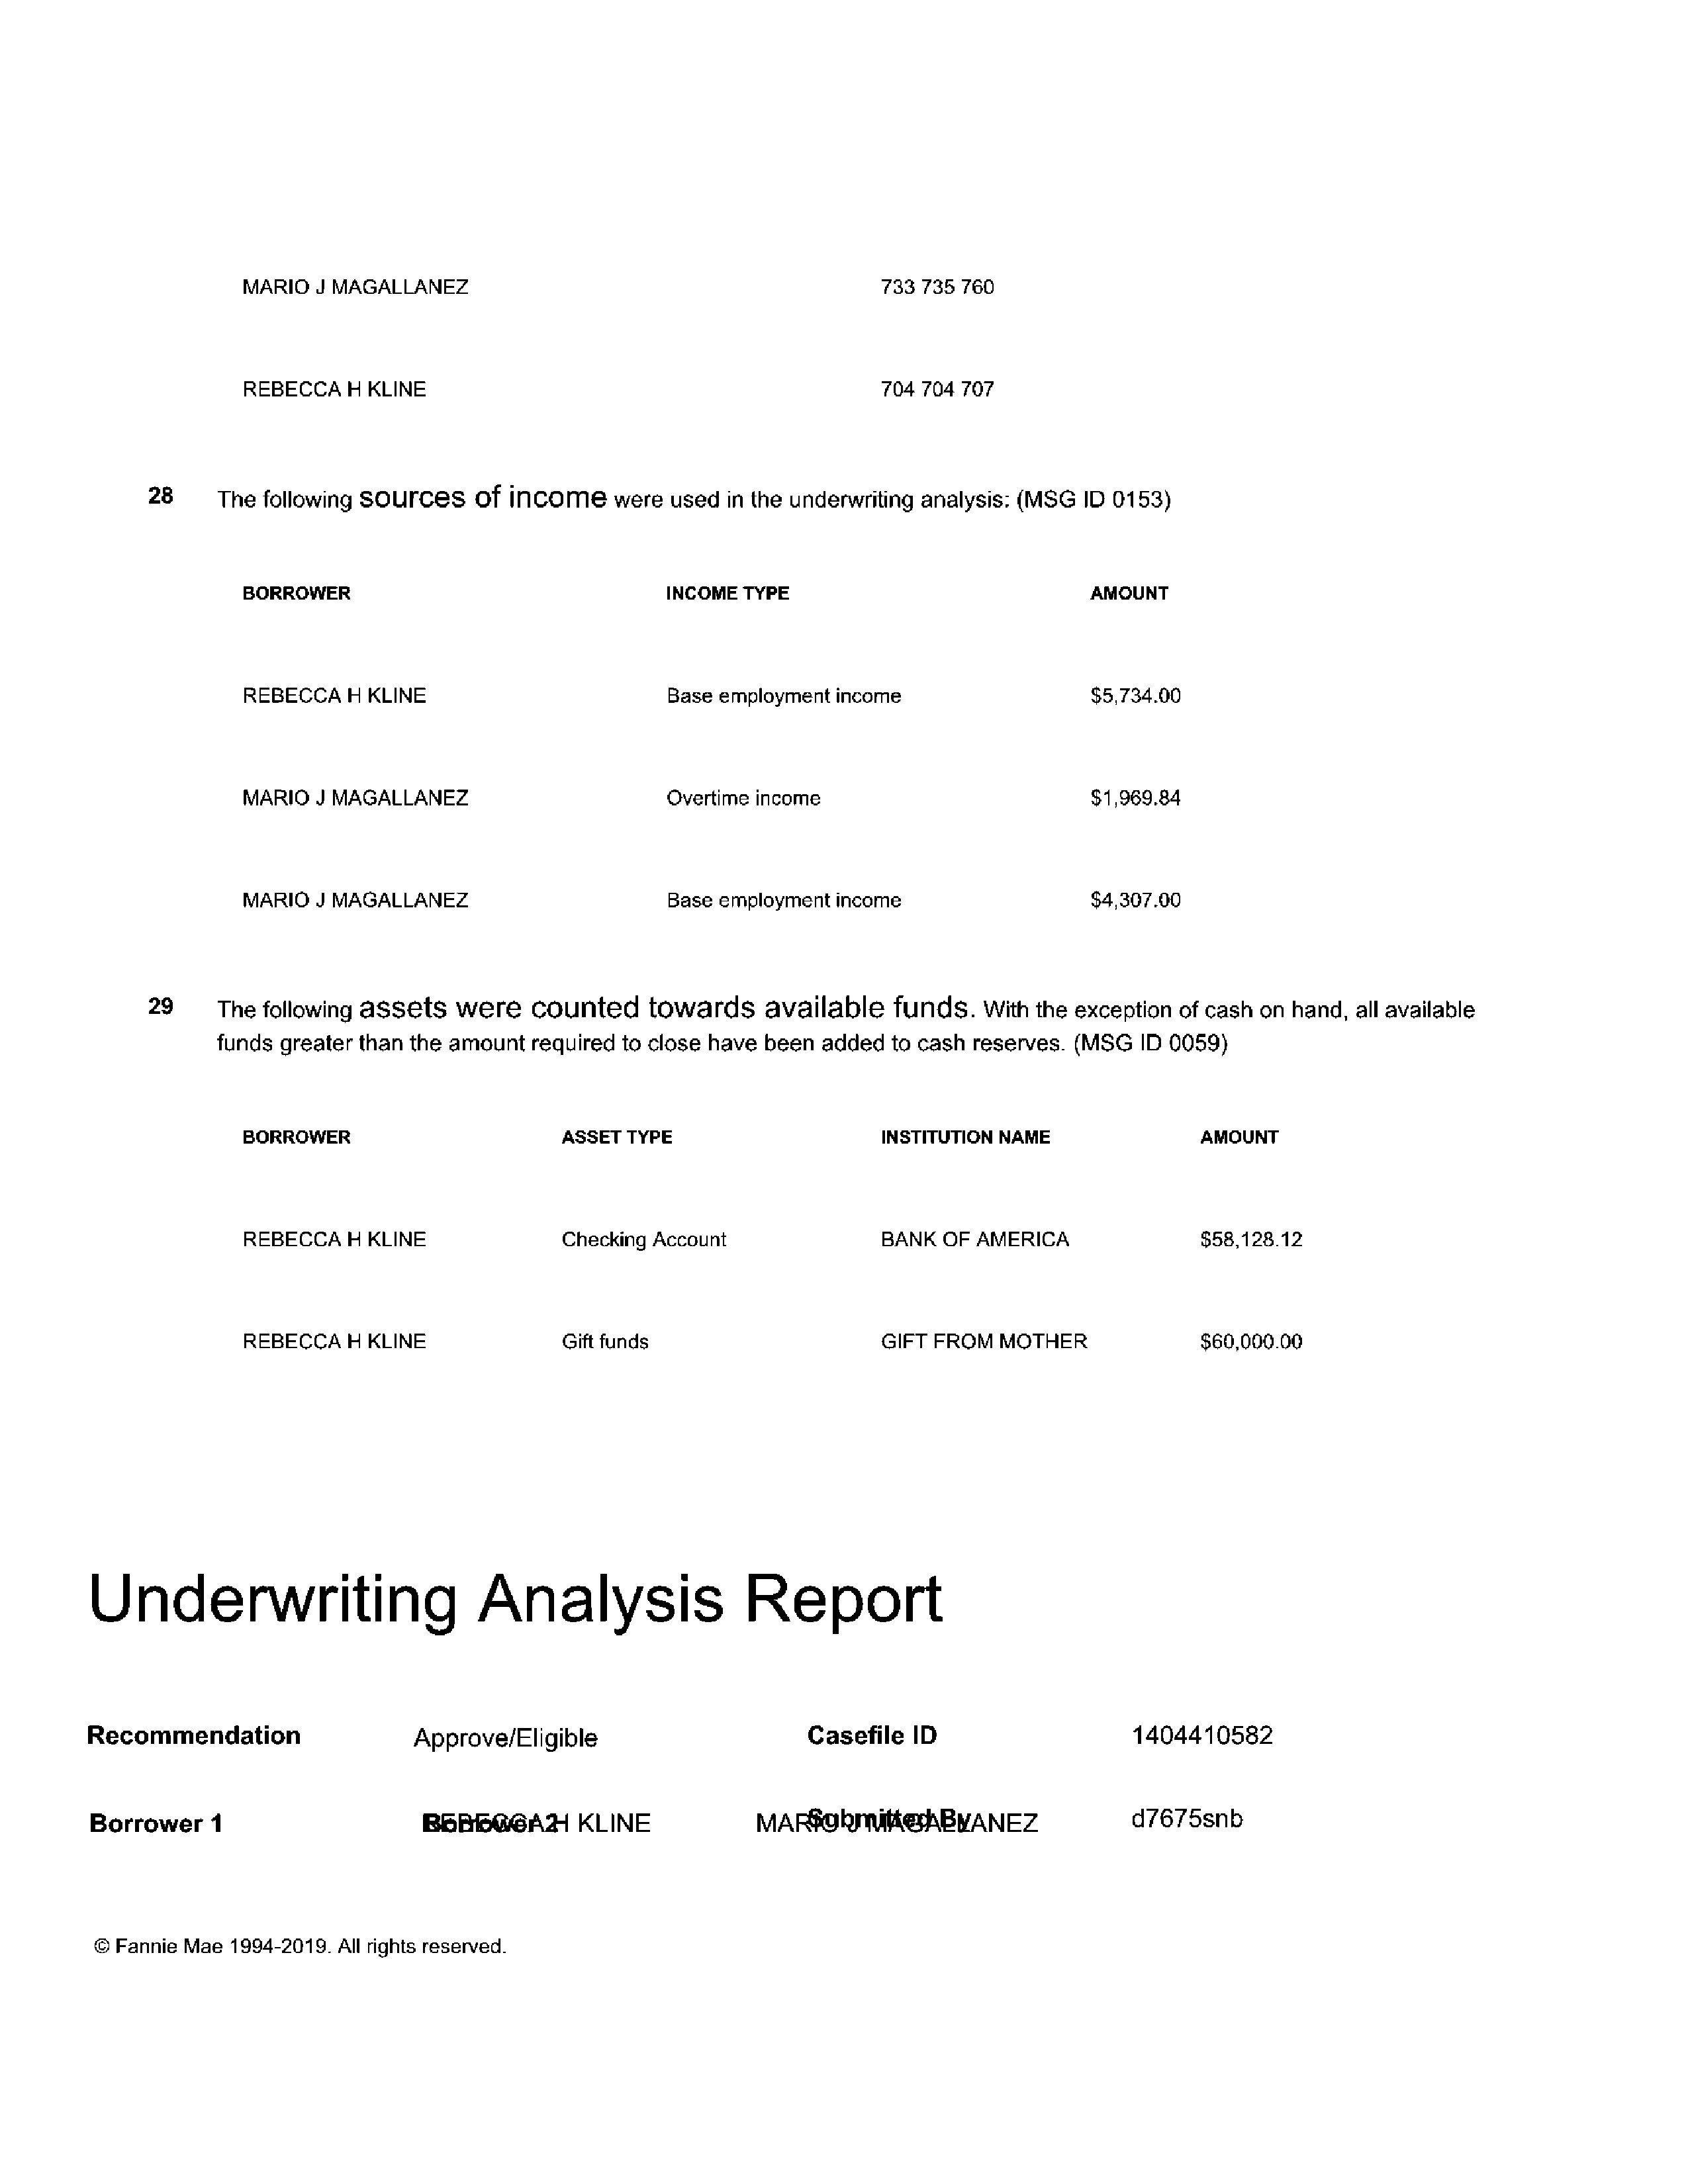 MARIO J MAGALLANEZ 733 735 760
REBECCA H KLINE 704 704 707
28 The following sources of income were used in the underwriting analysis: (MSG ID 0153)
BORROWER INCOME TYPE AMOUNT
REBECCA H KLINE Base employment income $5,734.00
MARIO J MAGALLANEZ Overtime income $1,969.84
MARIO J MAGALLANEZ Base employment income $4,307.00
29 The following assets were counted towards available funds. With the exception of cash on hand, all available
funds greater than the amount required to close have been added to cash reserves. (MSG ID 0059)
BORROWER ASSET TYPE INSTITUTION NAME AMOUNT
REBECCA H KLINE Checking Account BANK OF AMERICA $58,128.12
REBECCA H KLINE Gift funds GIFT FROM MOTHER $60,000.00
Underwriting Analysis Report
Recommendation Approve/Eligible Casefile ID 1404410582
Borrower 1 REBECCA H KLINE Borrower 2 MARIO J MAGALLANEZ Submitted By d7675snb
© Fannie Mae 1994-2019. All rights reserved.